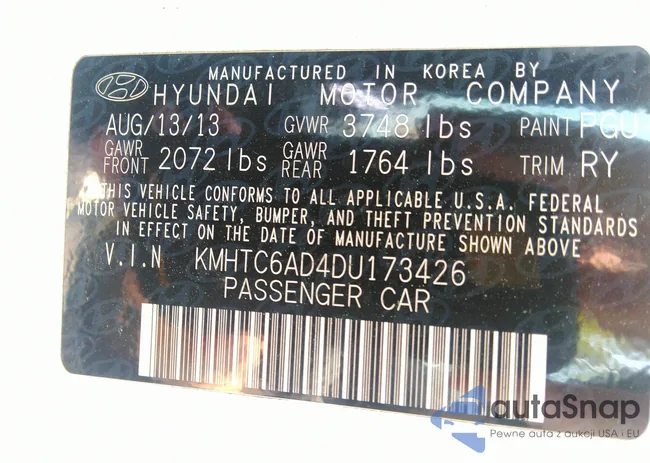 MANUFACTURED IN KOREA BY
HYUNDAI MOTOR COMPANY
AUG/13/13 GVWR 3748 lbs PAINT PGU
GAWR FRONT 2072 lbs GAWR REAR 1764 lbs TRIM RY
THIS VEHICLE CONFORMS TO ALL APPLICABLE U.S.A. FEDERAL
MOTOR VEHICLE SAFETY, BUMPER, AND THEFT PREVENTION STANDARDS
IN EFFECT ON THE DATE OF MANUFACTURE SHOWN ABOVE
V.I.N KMHTC6AD4DU173426
PASSENGER CAR
autaSnap
Pewne auta z aukcji USA i EU